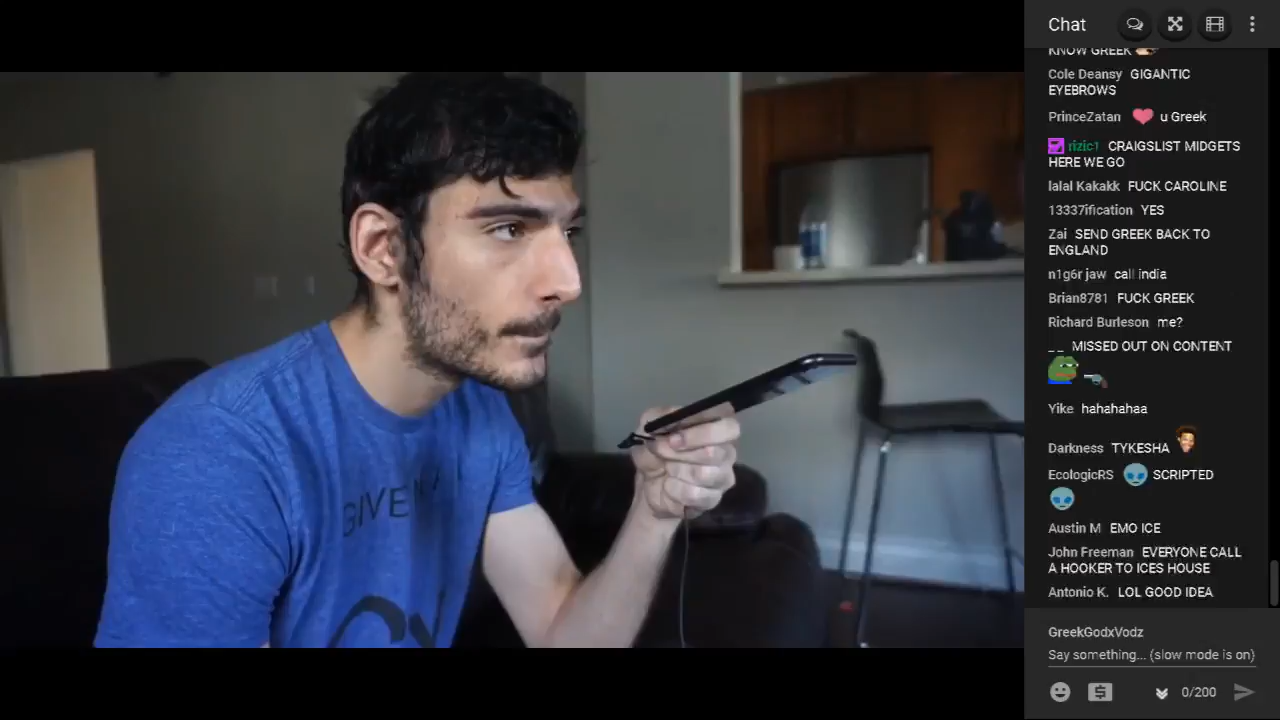 Chat
KNOW GREEK
Cole Deansy GIGANTIC
EYEBROWS
PrinceZatan u Greek
rizic1 CRAIGSLIST MIDGETS
HERE WE GO
lalal Kakakk FUCK CAROLINE
13337ification YES
Zai SEND GREEK BACK TO
ENGLAND
n1g6r jaw call india
Brian8781 FUCK GREEK
Richard Burleson me?
_ _ MISSED OUT ON CONTENT
Yike hahahahaa
Darkness TYKESHA
EcologicRS SCRIPTED
Austin M EMO ICE
John Freeman EVERYONE CALL
A HOOKER TO ICES HOUSE
Antonio K. LOL GOOD IDEA
GreekGodxVodz
Say something... (slow mode is on)
0/200
GIVE